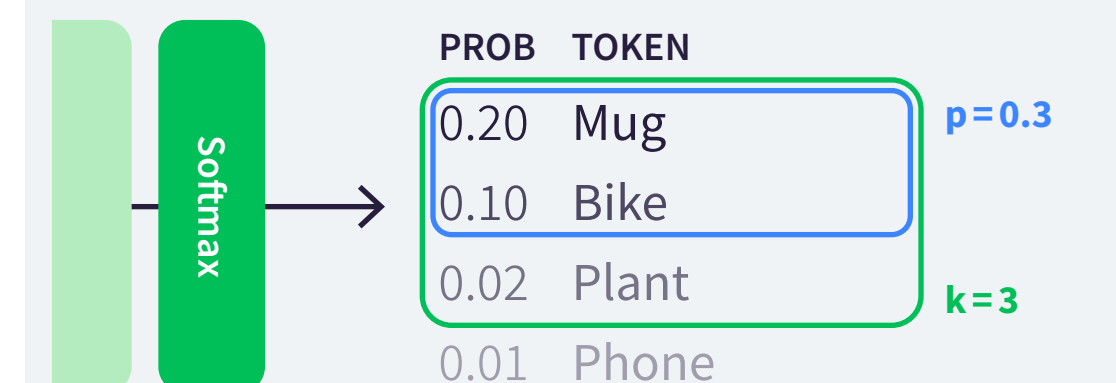 PROB TOKEN
0.20 Mug
p=0.3
0.10 Bike
Softmax
0.02 Plant
k=3
0.01 Phone